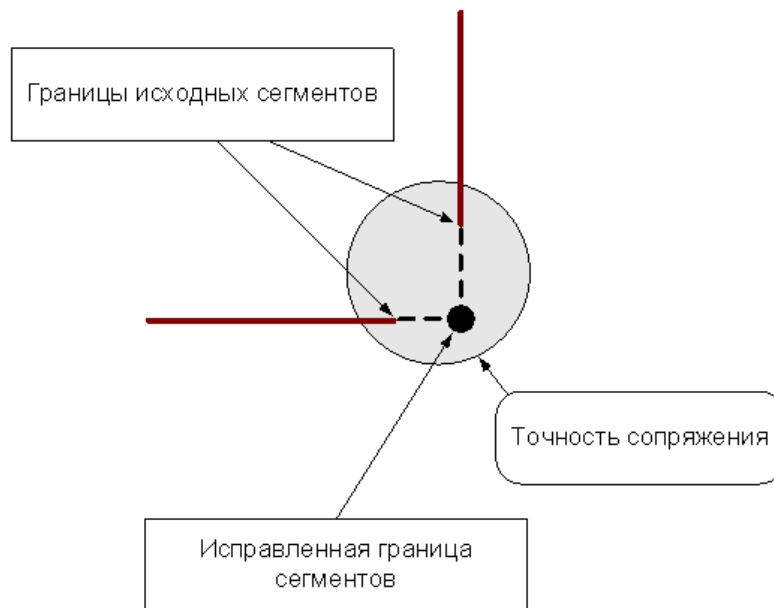 Границы исходных сегментов
Точность сопряжения
Исправленная граница
сегментов